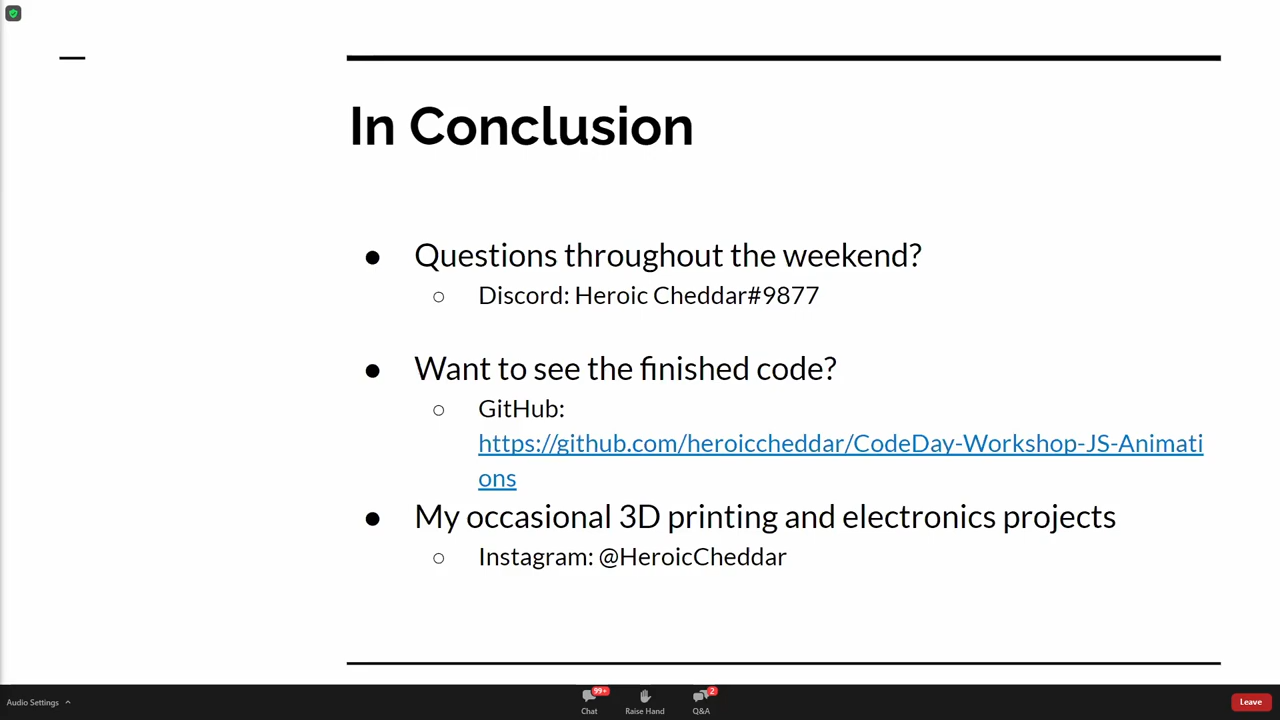 In Conclusion
● Questions throughout the weekend?
○ Discord: Heroic Cheddar#9877
● Want to see the finished code?
○ GitHub:
https://github.com/heroiccheddar/CodeDay-Workshop-JS-Animati
ons
● My occasional 3D printing and electronics projects
○ Instagram: @HeroicCheddar
Audio Settings
99+
2
Chat
Raise Hand
Q&A
Leave